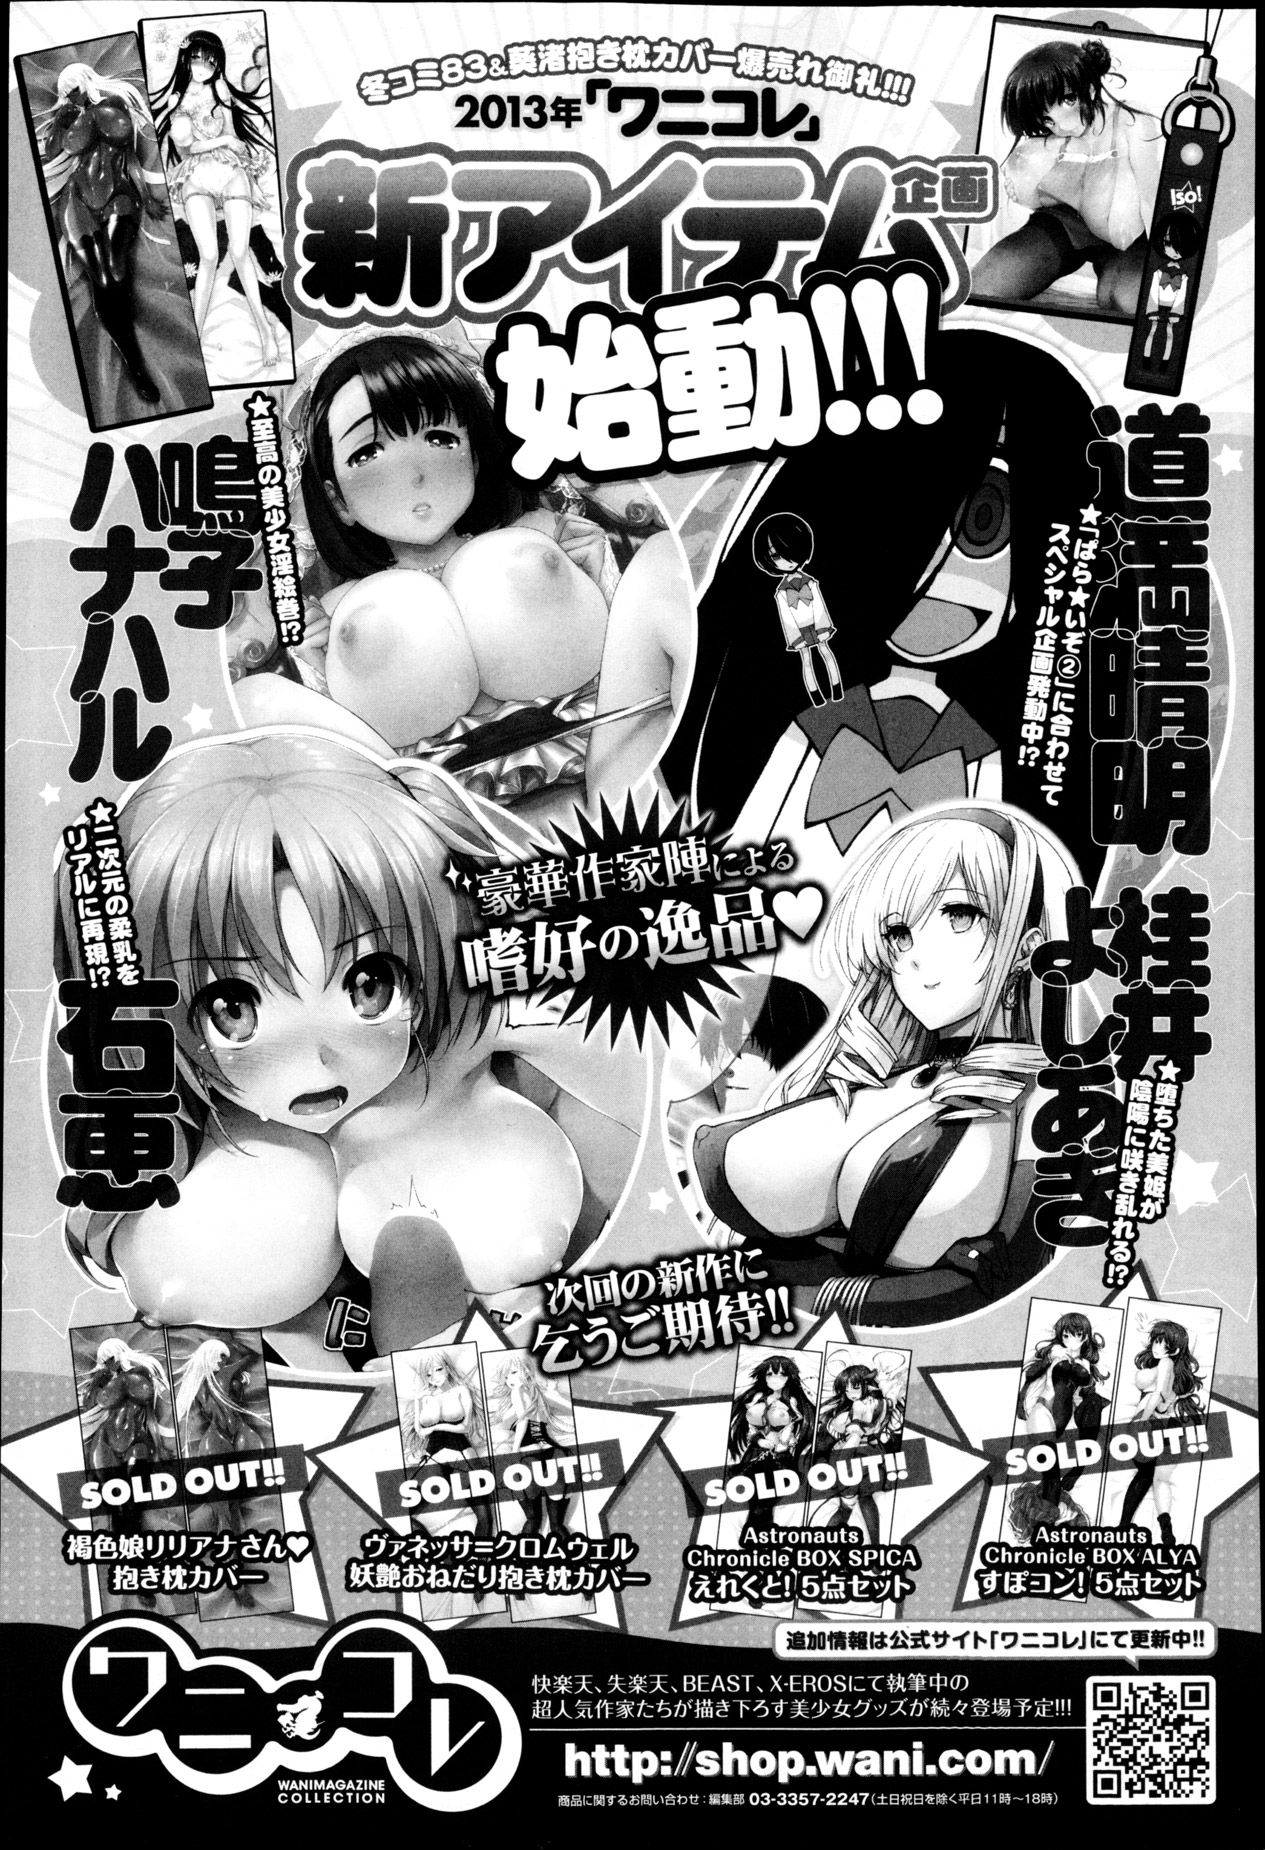 冬コミ83&葵渚抱き枕カバー爆売れ御礼!!!
2013年「ワニコレ」
新アイテム企画
始動!!!
Iso!
鳴子ハナハル
★至高の美少女淫絵巻!?
道満晴明
★「ぱら★いぞ②」に合わせて
スペシャル企画発動中!?
石恵
★二次元の柔乳を
リアルに再現!?
豪華作家陣による
嗜好の逸品♥
桂井よしあき
★堕ちた美姫が
陰陽に咲き乱れる!?
次回の新作に
乞うご期待!!
SOLD OUT!!
褐色娘リリアナさん♥
抱き枕カバー
SOLD OUT!!
ヴァネッサ=クロムウェル
妖艶おねだり抱き枕カバー
SOLD OUT!!
Astronauts
Chronicle BOX SPICA
えれくと! 5点セット
SOLD OUT!!
Astronauts
Chronicle BOX ALYA
すぽコン! 5点セット
追加情報は公式サイト「ワニコレ」にて更新中!!
ワニコレ
WANIMAGAZINE
COLLECTION
快楽天、失楽天、BEAST、X-EROSにて執筆中の
超人気作家たちが描き下ろす美少女グッズが続々登場予定!!!
http://shop.wani.com/
商品に関するお問い合わせ:編集部 03-3357-2247(土日祝日を除く平日11時〜18時)